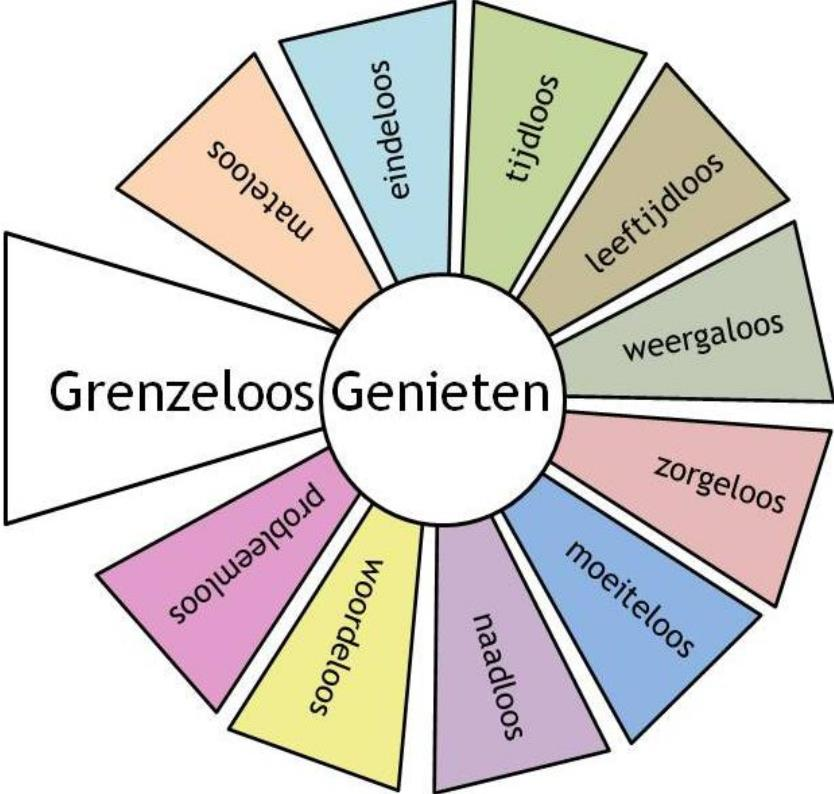 Grenzeloos Genieten
mateloos
eindeloos
tijdloos
leeftijdloos
weergaloos
zorgeloos
moeiteloos
naadloos
woordeloos
probleemloos